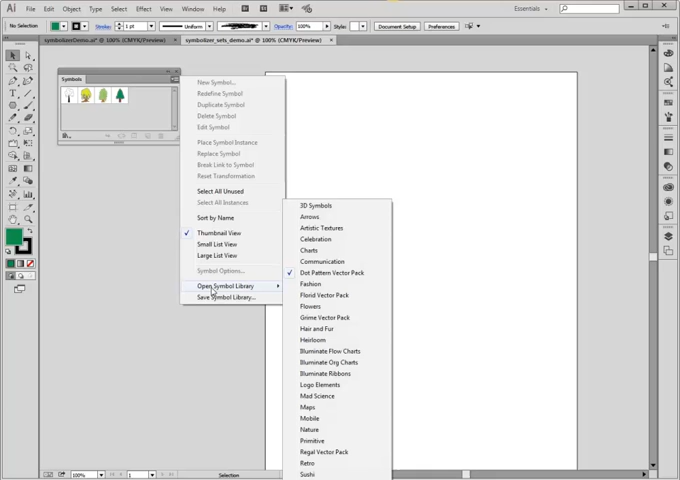 Ai File Edit Object Type Select Effect View Window Help Br Essentials
No Selection Stroke: 1 pt Uniform Opacity: 100% Style: Document Setup Preferences
symbolizerDemo.ai* @ 100% (CMYK/Preview) × symbolizer_sets_demo.ai* @ 100% (CMYK/Preview) ×
Symbols
New Symbol...
Redefine Symbol
Duplicate Symbol
Delete Symbol
Edit Symbol
Place Symbol Instance
Replace Symbol
Break Link to Symbol
Reset Transformation
Select All Unused
Select All Instances
Sort by Name
Thumbnail View
Small List View
Large List View
Symbol Options...
Open Symbol Library
Save Symbol Library...
3D Symbols
Arrows
Artistic Textures
Celebration
Charts
Communication
Dot Pattern Vector Pack
Fashion
Florid Vector Pack
Flowers
Grime Vector Pack
Hair and Fur
Heirloom
Illuminate Flow Charts
Illuminate Org Charts
Illuminate Ribbons
Logo Elements
Mad Science
Maps
Mobile
Nature
Primitive
Regal Vector Pack
Retro
Sushi
100% 1 Selection